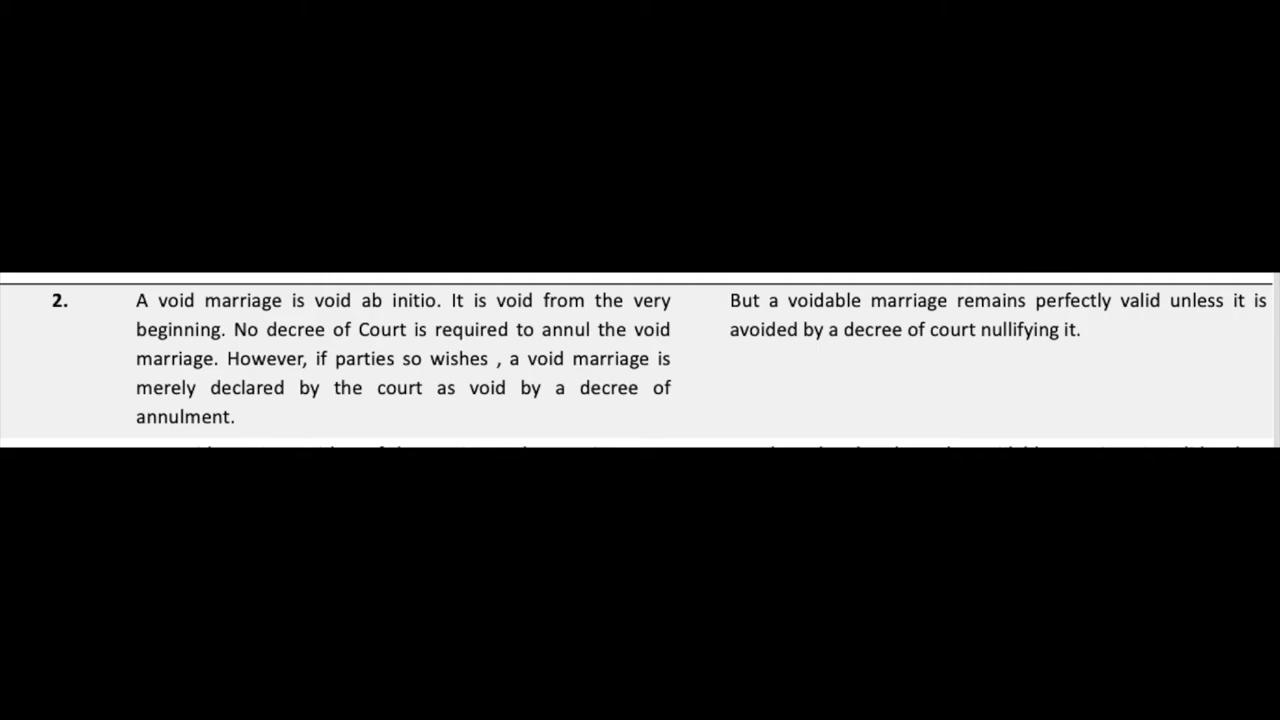 2.
A void marriage is void ab initio. It is void from the very
beginning. No decree of Court is required to annul the void
marriage. However, if parties so wishes , a void marriage is
merely declared by the court as void by a decree of
annulment.
But a voidable marriage remains perfectly valid unless it is
avoided by a decree of court nullifying it.